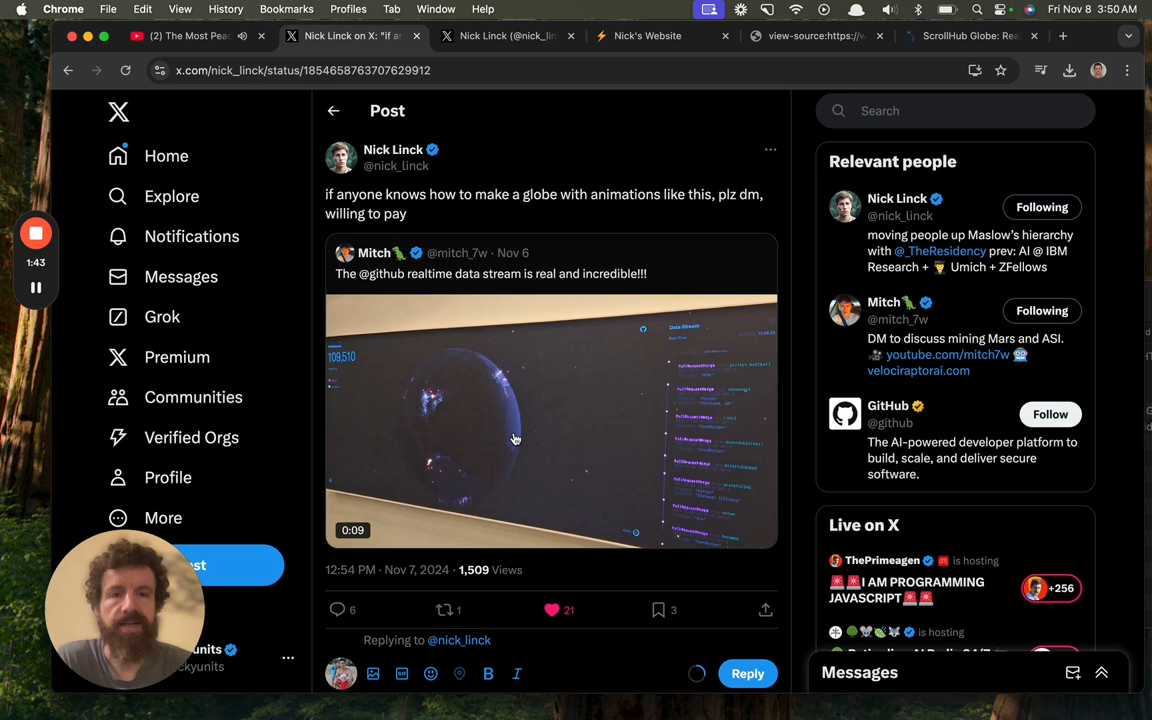 Chrome File Edit View History Bookmarks Profiles Tab Window Help Fri Nov 8 3:50 AM
(2) The Most Pea Nick Linck on X: "if an Nick Linck (@nick_lin Nick's Website view-source:https://w ScrollHub Globe: Rea
x.com/nick_linck/status/1854658763707629912
1:43
Home
Explore
Notifications
Messages
Grok
Premium
Communities
Verified Orgs
Profile
More
Post
Nick Linck
@nick_linck
if anyone knows how to make a globe with animations like this, plz dm,
willing to pay
Mitch🦖 @mitch_7w · Nov 6
The @github realtime data stream is real and incredible!!!
109,510
Data Stream
0:09
12:54 PM · Nov 7, 2024 · 1,509 Views
6 1 21 3
Replying to @nick_linck
Reply
Search
Relevant people
Nick Linck
@nick_linck
Following
moving people up Maslow's hierarchy
with @_TheResidency prev: AI @ IBM
Research + Umich + ZFellows
Mitch🦖
@mitch_7w
Following
DM to discuss mining Mars and ASI.
🎥 youtube.com/mitch7w 🤖
velociraptorai.com
GitHub
@github
Follow
The AI-powered developer platform to
build, scale, and deliver secure
software.
Live on X
ThePrimeagen is hosting
🚨🚨I AM PROGRAMMING
JAVASCRIPT🚨🚨
+256
is hosting
Messages